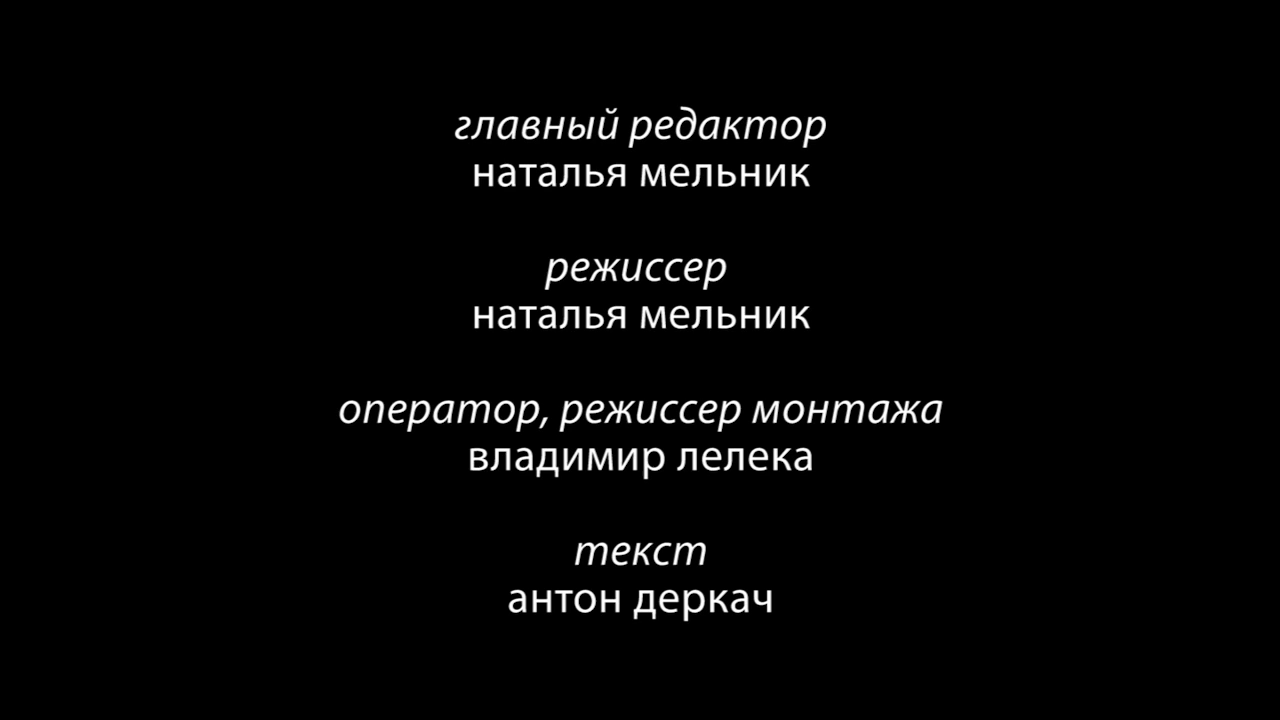 главный редактор
наталья мельник
режиссер
наталья мельник
оператор, режиссер монтажа
владимир лелека
текст
антон деркач